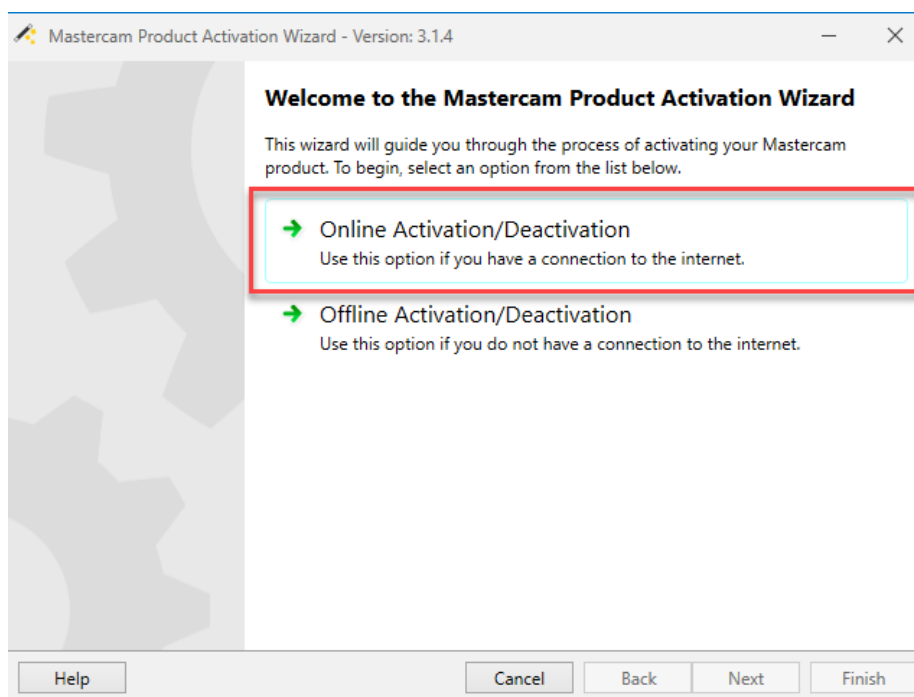 Mastercam Product Activation Wizard - Version: 3.1.4
Welcome to the Mastercam Product Activation Wizard
This wizard will guide you through the process of activating your Mastercam
product. To begin, select an option from the list below.
Online Activation/Deactivation
Use this option if you have a connection to the internet.
Offline Activation/Deactivation
Use this option if you do not have a connection to the internet.
Help Cancel Back Next Finish